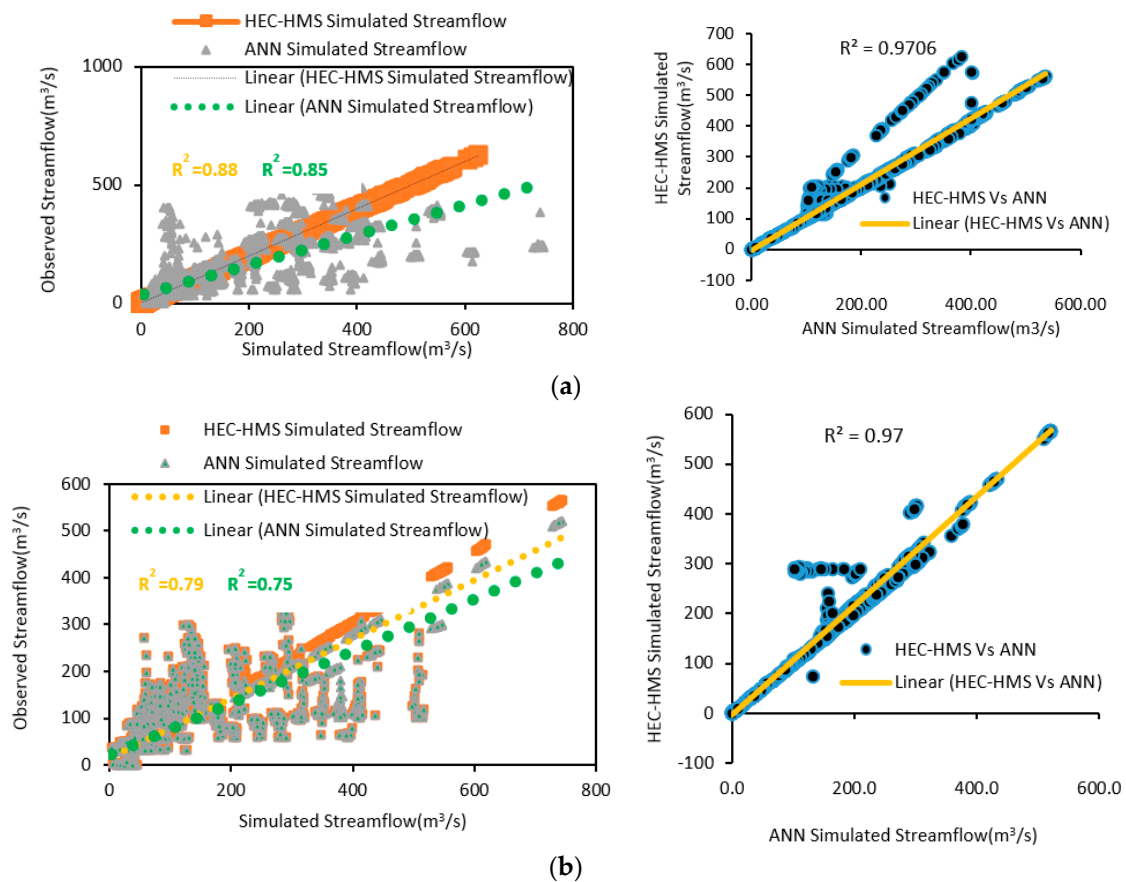 HEC-HMS Simulated Streamflow
ANN Simulated Streamflow
Linear (HEC-HMS Simulated Streamflow)
Linear (ANN Simulated Streamflow)
R²=0.88 R²=0.85
Observed Streamflow(m³/s)
1000
500
0
0 200 400 600 800
Simulated Streamflow(m³/s)
R² = 0.9706
HEC-HMS Simulated
Streamflow(m³/s)
700
600
500
400
300
200
100
0
-100
HEC-HMS Vs ANN
Linear (HEC-HMS Vs ANN)
0.00 200.00 400.00 600.00
ANN Simulated Streamflow(m3/s)
(a)
HEC-HMS Simulated Streamflow
ANN Simulated Streamflow
Linear (HEC-HMS Simulated Streamflow)
Linear (ANN Simulated Streamflow)
R²=0.79 R²=0.75
Observed Streamflow(m³/s)
600
500
400
300
200
100
0
0 200 400 600 800
Simulated Streamflow(m³/s)
R² = 0.97
HEC-HMS Simulated Streamflow(m³/s)
600
500
400
300
200
100
0
-100
HEC-HMS Vs ANN
Linear (HEC-HMS Vs ANN)
0.0 200.0 400.0 600.0
ANN Simulated Streamflow(m³/s)
(b)